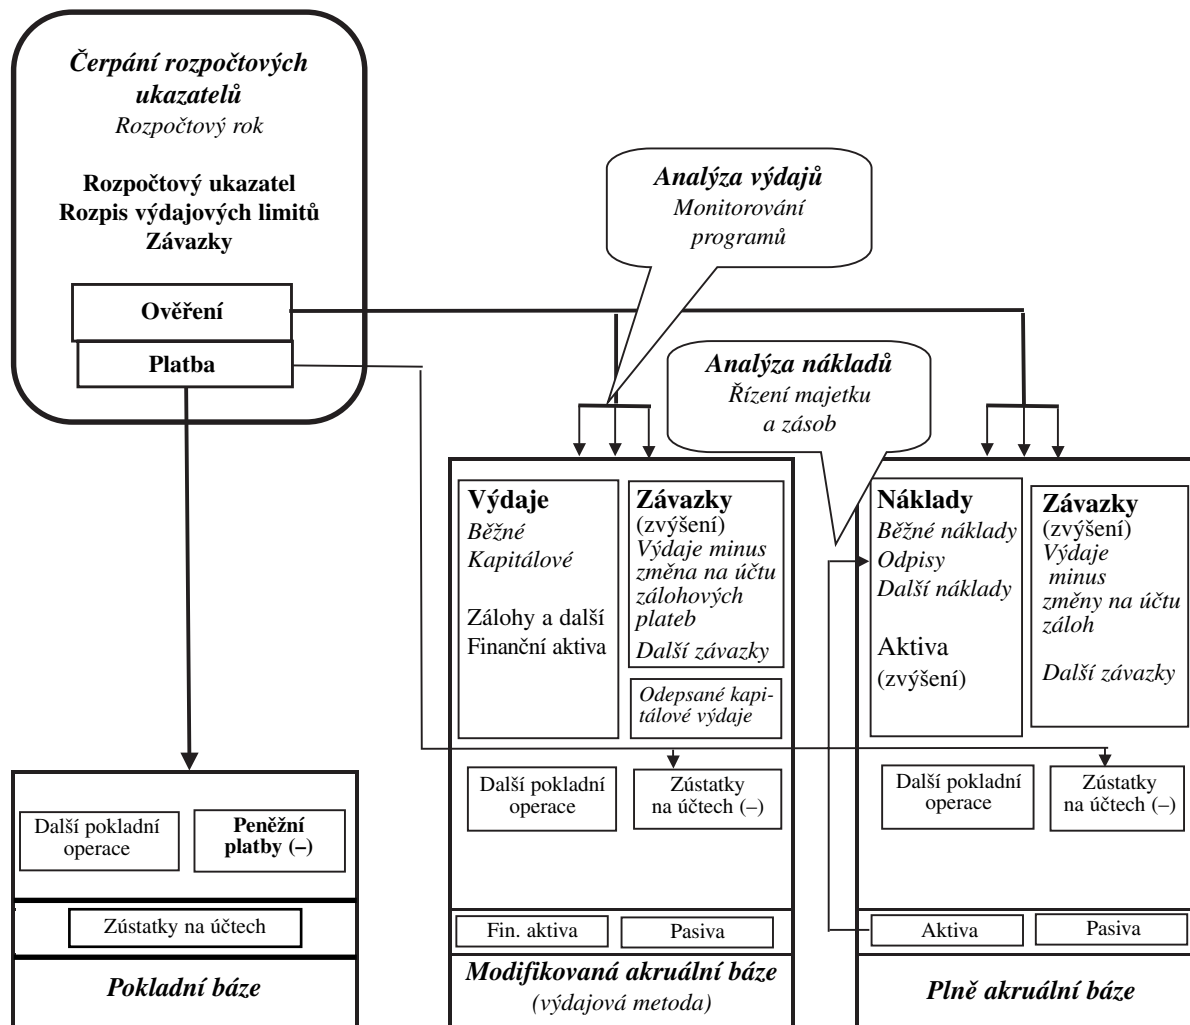 Čerpání rozpočtových
ukazatelů
Rozpočtový rok
Rozpočtový ukazatel
Rozpis výdajových limitů
Závazky
Ověření
Platba
Analýza výdajů
Monitorování
programů
Analýza nákladů
Řízení majetku
a zásob
Výdaje
Běžné
Kapitálové
Zálohy a další
Finanční aktiva
Závazky
(zvýšení)
Výdaje minus
změna na účtu
zálohových
plateb
Další závazky
Odepsané kapi-
tálové výdaje
Náklady
Běžné náklady
Odpisy
Další náklady
Aktiva
(zvýšení)
Závazky
(zvýšení)
Výdaje
minus
změny na účtu
záloh
Další závazky
Další pokladní
operace
Zústatky
na účtech (–)
Další pokladní
operace
Zústatky
na účtech (–)
Další pokladní
operace
Peněžní
platby (–)
Zústatky na účtech
Fin. aktiva
Pasiva
Aktiva
Pasiva
Pokladní báze
Modifikovaná akruální báze
(výdajová metoda)
Plně akruální báze